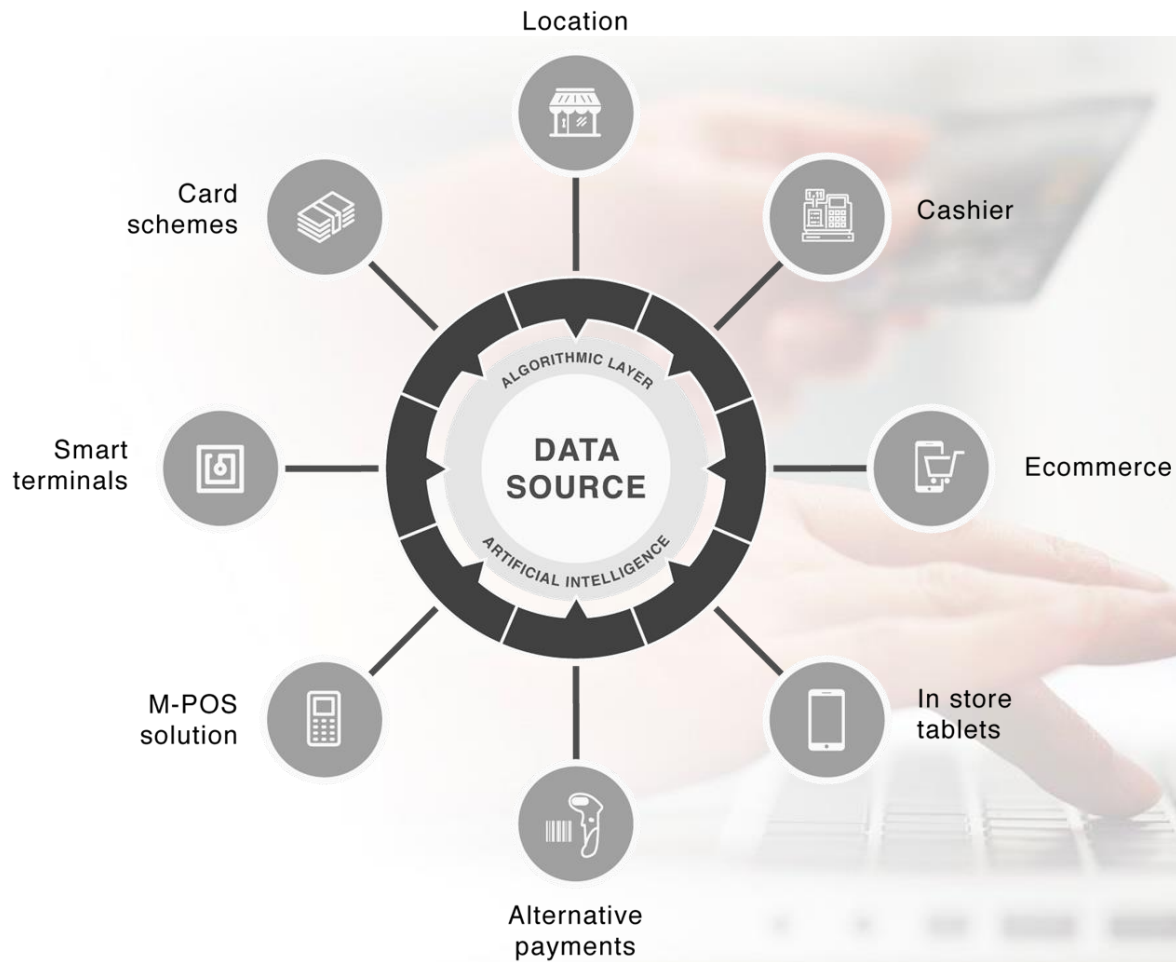 Location
Card
schemes
Cashier
ALGORITHMIC LAYER
DATA
SOURCE
ARTIFICIAL INTELLIGENCE
Smart
terminals
Ecommerce
M-POS
solution
In store
tablets
Alternative
payments